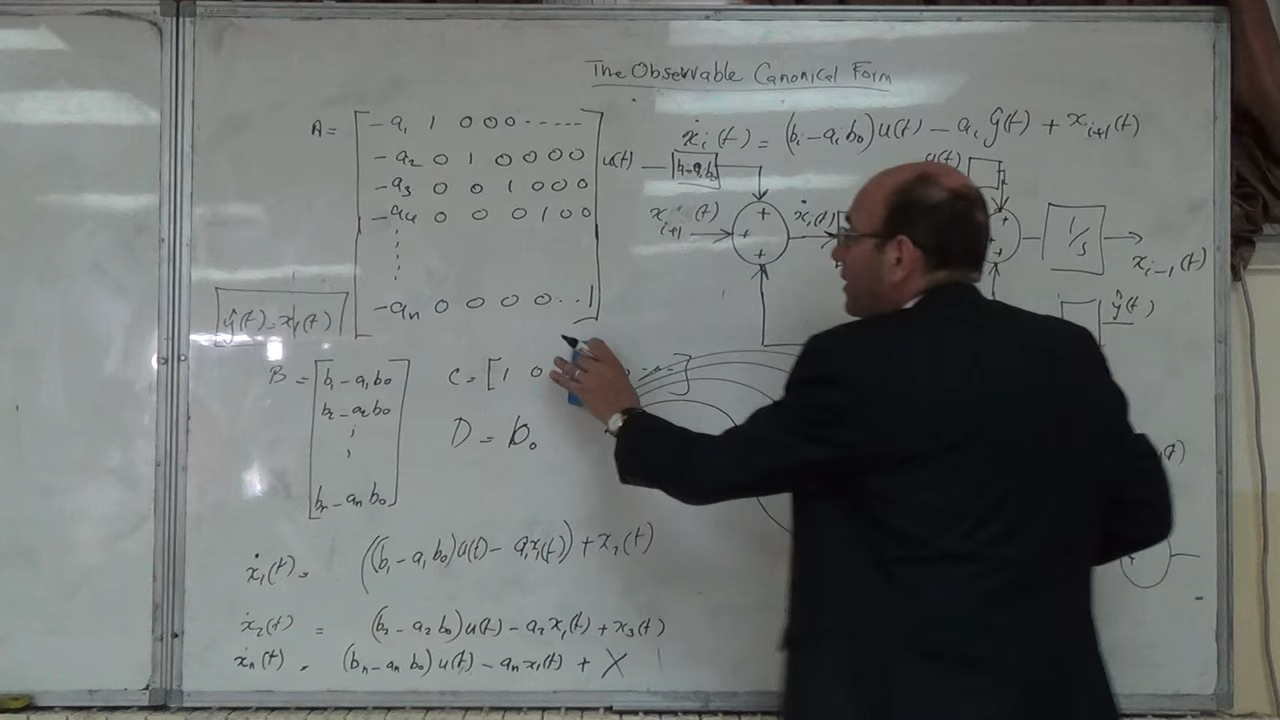 The Observable Canonical Form
A = [ -a₁ 1 0 0 0 - - - - -
-a₂ 0 1 0 0 0 0
-a₃ 0 0 1 0 0 0
-a₄ 0 0 0 1 0 0
-aₙ 0 0 0 0 . . 1 ]
ŷ(t) = x₁(t)
B = [ b₁ - a₁b₀
b₂ - a₂b₀
bₙ - aₙb₀ ]
C = [ 1 0
D = b₀
ẋ₁(t) = ((b₁ - a₁b₀)u(t) - a₁x₁(t)) + x₂(t)
ẋ₂(t) = (b₂ - a₂b₀)u(t) - a₂x₁(t) + x₃(t)
ẋₙ(t) = (bₙ - aₙb₀)u(t) - aₙx₁(t) + X
ẋᵢ(t) = (bᵢ - aᵢb₀)u(t) - aᵢŷ(t) + xᵢ₊₁(t)
u(t) bᵢ-aᵢb₀
u(t)
xᵢ₊₁(t) + + + ẋᵢ(t)
+ + 1/s xᵢ₋₁(t)
ŷ(t)